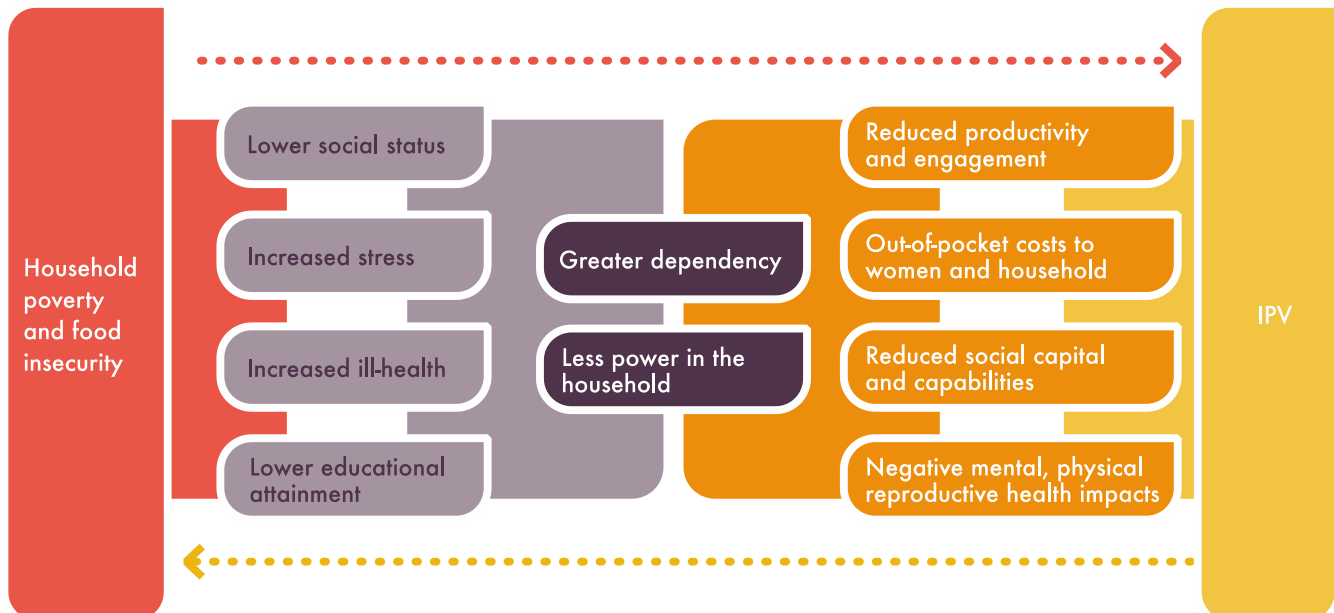 Household
poverty
and food
insecurity
Lower social status
Increased stress
Increased ill-health
Lower educational
attainment
Greater dependency
Less power in the
household
Reduced productivity
and engagement
Out-of-pocket costs to
women and household
Reduced social capital
and capabilities
Negative mental, physical
reproductive health impacts
IPV